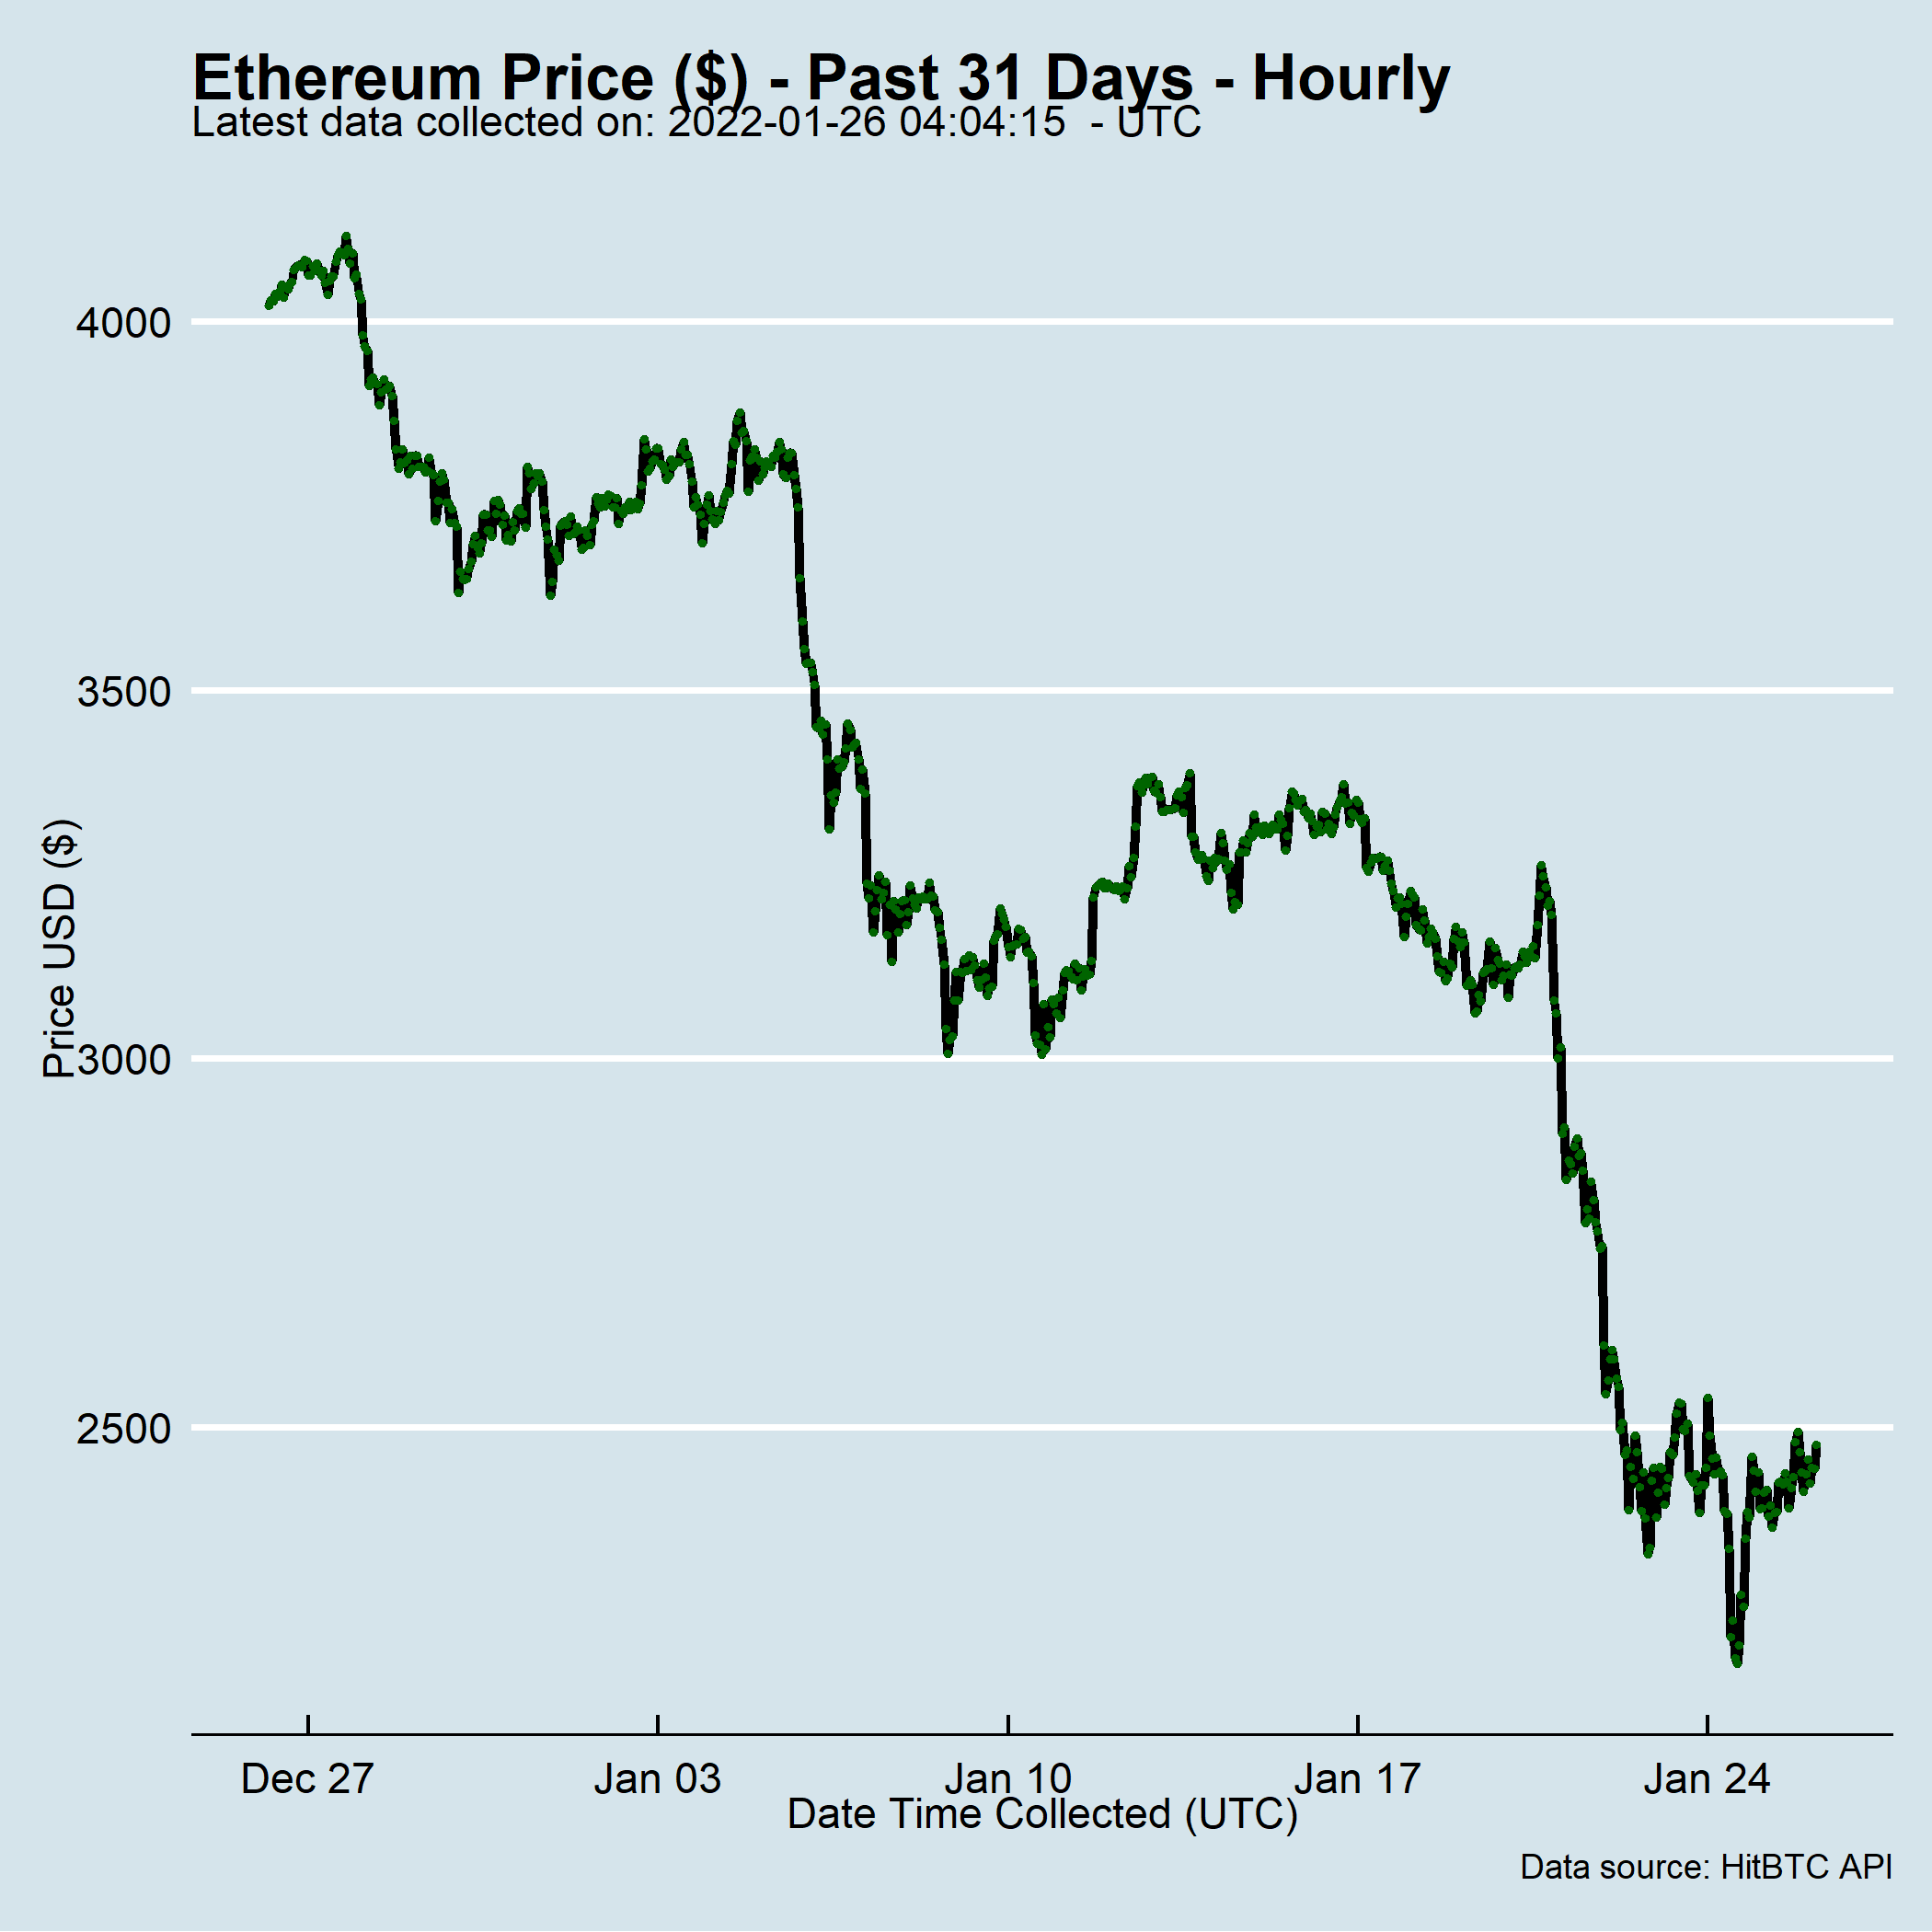 Ethereum Price ($) - Past 31 Days - Hourly
Latest data collected on: 2022-01-26 04:04:15  - UTC
4000
3500
3000
2500
Price USD ($)
Dec 27
Jan 03
Jan 10
Jan 17
Jan 24
Date Time Collected (UTC)
Data source: HitBTC API